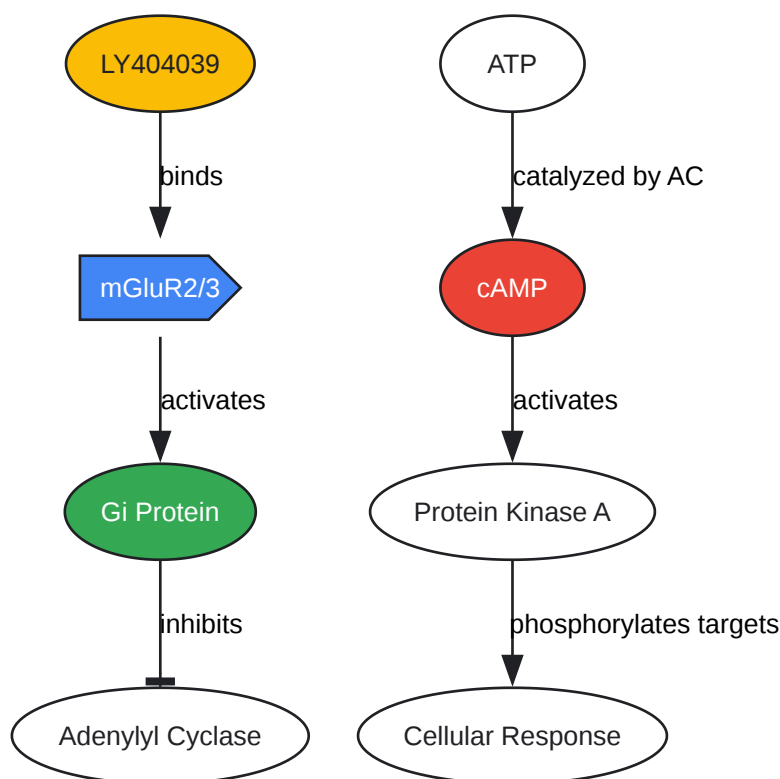 LY404039
ATP
binds
catalyzed by AC
mGluR2/3
cAMP
activates
activates
Gi Protein
Protein Kinase A
inhibits
phosphorylates targets
Adenylyl Cyclase
Cellular Response